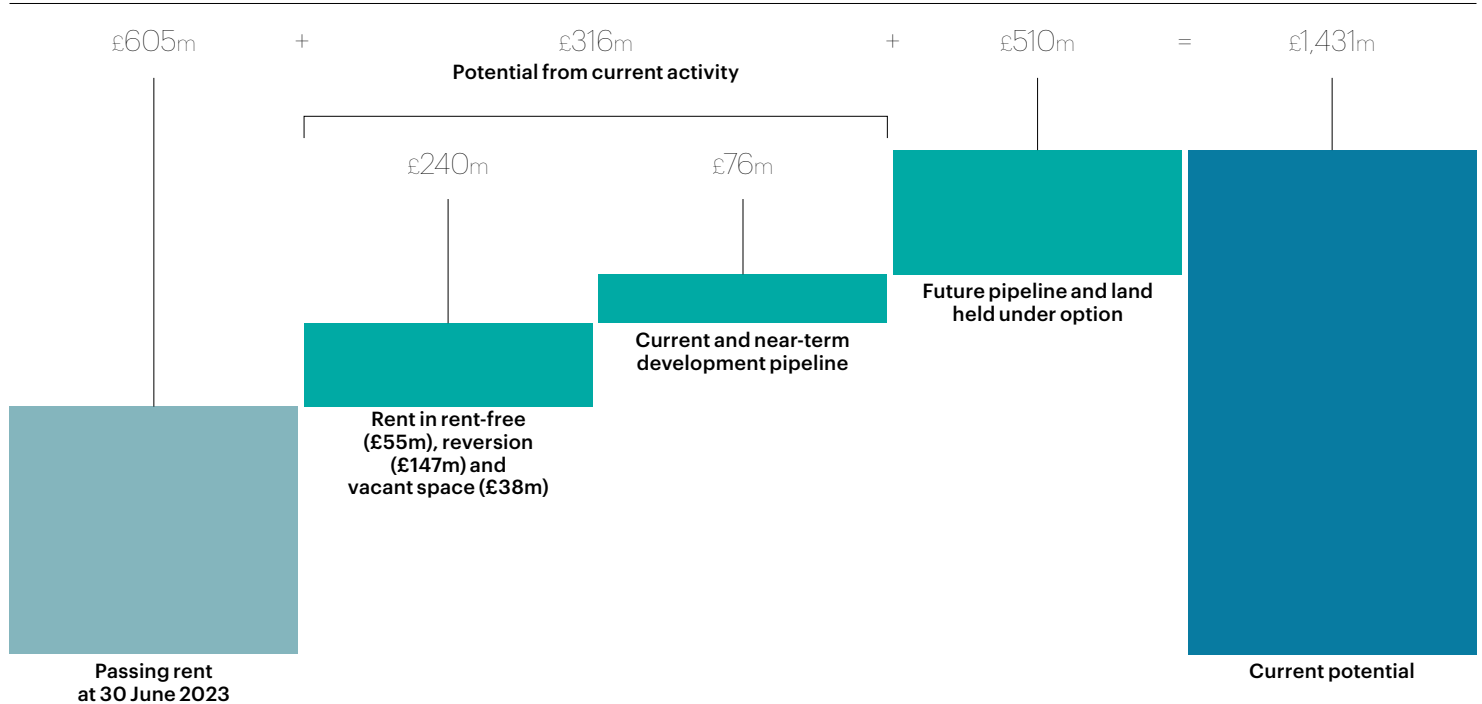 £605m + £316m + £510m = £1,431m
Potential from current activity
£240m £76m
Future pipeline and land
held under option
Current and near-term
development pipeline
Rent in rent-free
(£55m), reversion
(£147m) and
vacant space (£38m)
Passing rent
at 30 June 2023
Current potential